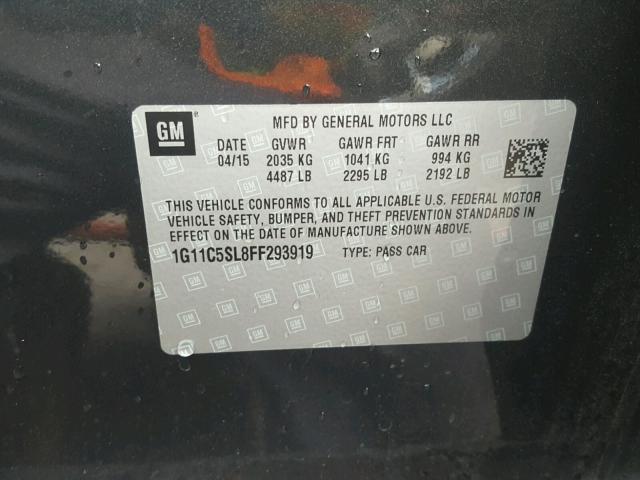 GM
MFD BY GENERAL MOTORS LLC
DATE GVWR GAWR FRT GAWR RR
04/15 2035 KG 1041 KG 994 KG
4487 LB 2295 LB 2192 LB
THIS VEHICLE CONFORMS TO ALL APPLICABLE U.S. FEDERAL MOTOR
VEHICLE SAFETY, BUMPER, AND THEFT PREVENTION STANDARDS IN
EFFECT ON THE DATE OF MANUFACTURE SHOWN ABOVE.
1G11C5SL8FF293919 TYPE: PASS CAR